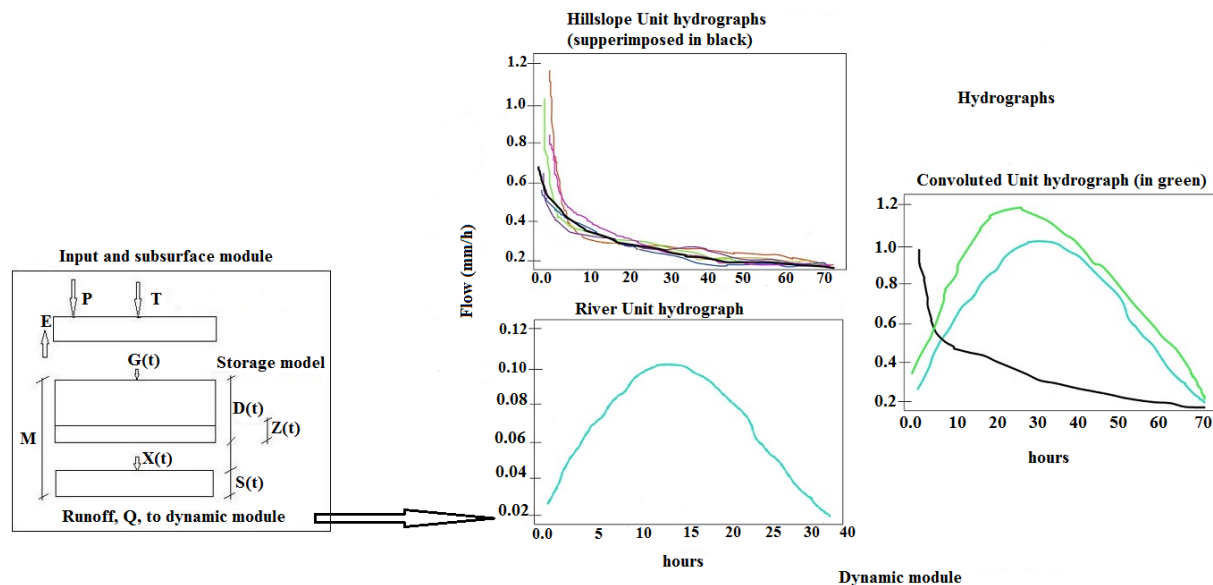 Hillslope Unit hydrographs
(supperimposed in black)
1.2
1.0
0.8
0.6
0.4
0.2
0.0 10 20 30 40 50 60 70
Flow (mm/h)
River Unit hydrograph
0.12
0.10
0.08
0.06
0.04
0.02
0.0 5 10 15 20 25 30 40
hours
Hydrographs
Convoluted Unit hydrograph (in green)
1.2
1.0
0.8
0.6
0.4
0.2
0.0 10 20 30 40 50 60 70
hours
Input and subsurface module
P T
E
G(t) Storage model
D(t)
M Z(t)
X(t)
S(t)
Runoff, Q, to dynamic module
Dynamic module